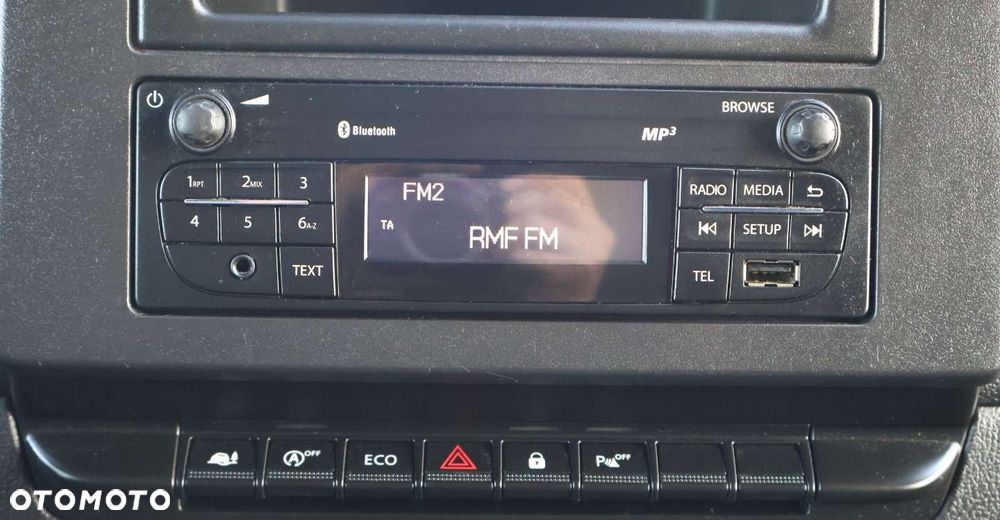 BROWSE
Bluetooth
MP3
1RPT 2MIX 3
4 5 6A-Z
TEXT
FM2
TA
RMF FM
RADIO MEDIA
SETUP
TEL
A OFF
ECO
P OFF
OTOMOTO